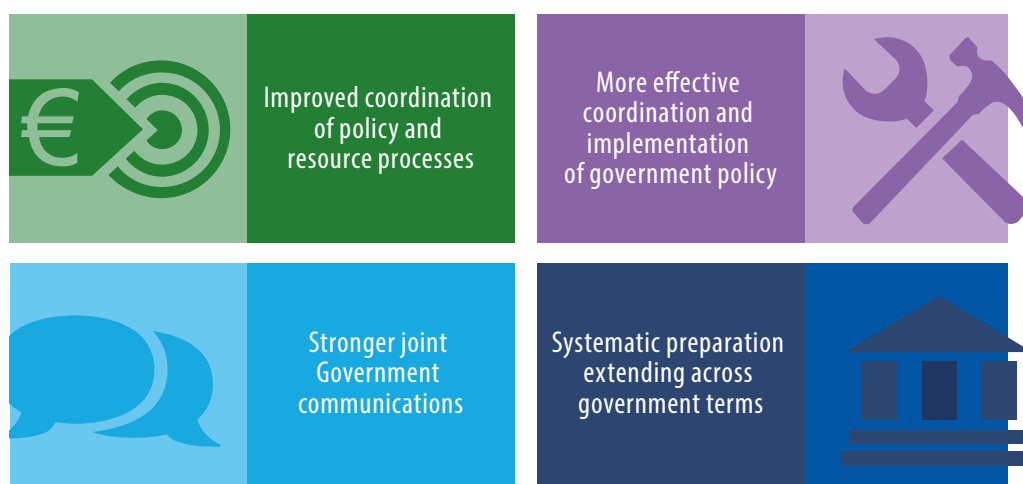 €
Improved coordination
of policy and
resource processes
More effective
coordination and
implementation
of government policy
Stronger joint
Government
communications
Systematic preparation
extending across
government terms